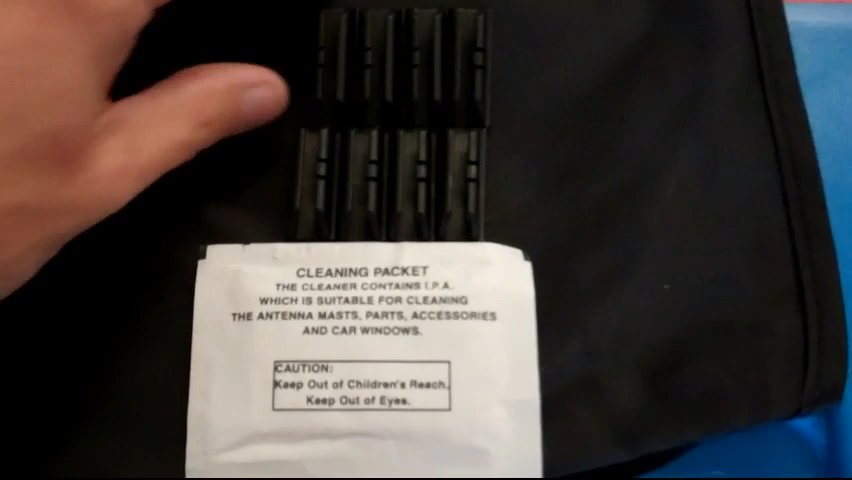 CLEANING PACKET
THE CLEANER CONTAINS I.P.A.
WHICH IS SUITABLE FOR CLEANING
THE ANTENNA MASTS, PARTS, ACCESSORIES
AND CAR WINDOWS.
CAUTION:
Keep Out of Children's Reach.
Keep Out of Eyes.